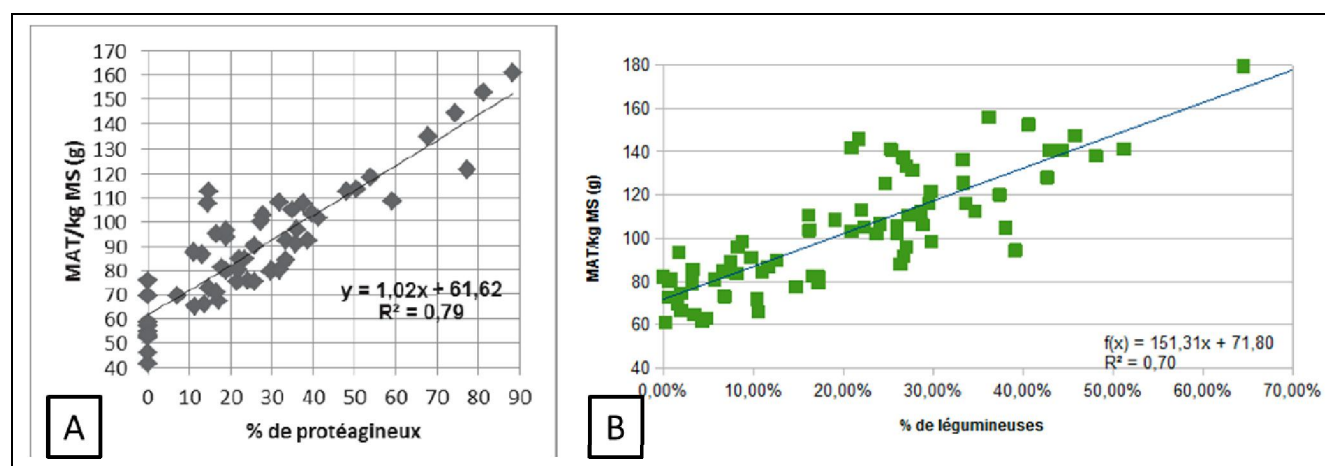 170
160
150
140
130
120
110
100
90
80
70
60
50
40
MAT/kg MS (g)
y = 1,02x + 61,62
R² = 0,79
0 10 20 30 40 50 60 70 80 90
% de protéagineux
A
180
160
140
120
100
80
60
40
MAT/kg MS (g)
f(x) = 151,31x + 71,80
R² = 0,70
0,00% 10,00% 20,00% 30,00% 40,00% 50,00% 60,00% 70,00%
% de légumineuses
B